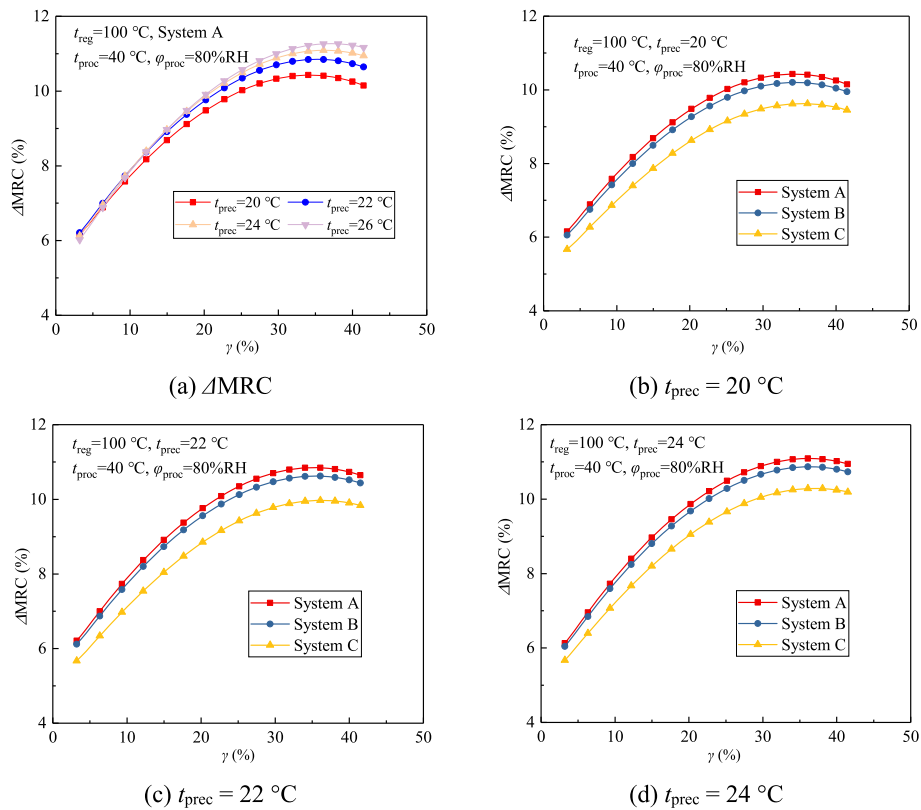 t_reg=100 °C, System A
t_proc=40 °C, φ_proc=80%RH
12
10
8
6
4
ΔMRC (%)
t_prec=20 °C
t_prec=22 °C
t_prec=24 °C
t_prec=26 °C
0
10
20
30
40
50
γ (%)
(a) ΔMRC
t_reg=100 °C, t_prec=20 °C
t_proc=40 °C, φ_proc=80%RH
12
10
8
6
4
ΔMRC (%)
System A
System B
System C
0
10
20
30
40
50
γ (%)
(b) t_prec = 20 °C
t_reg=100 °C, t_prec=22 °C
t_proc=40 °C, φ_proc=80%RH
12
10
8
6
4
ΔMRC (%)
System A
System B
System C
0
10
20
30
40
50
γ (%)
(c) t_prec = 22 °C
t_reg=100 °C, t_prec=24 °C
t_proc=40 °C, φ_proc=80%RH
12
10
8
6
4
ΔMRC (%)
System A
System B
System C
0
10
20
30
40
50
γ (%)
(d) t_prec = 24 °C